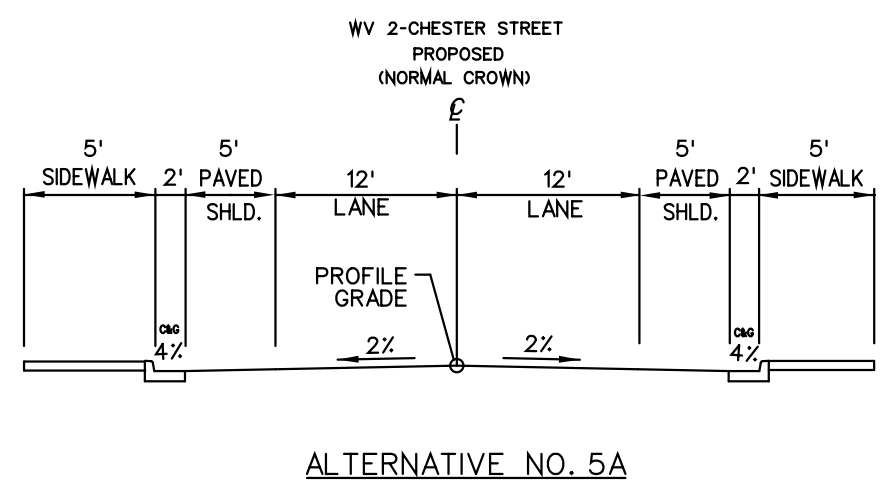 WV 2-CHESTER STREET
PROPOSED
(NORMAL CROWN)
℄
5' 5' 5' 5'
SIDEWALK 2' PAVED 12' 12' PAVED 2' SIDEWALK
SHLD. LANE LANE SHLD.
PROFILE
GRADE
C&G C&G
4% 2% 2% 4%
ALTERNATIVE NO. 5A